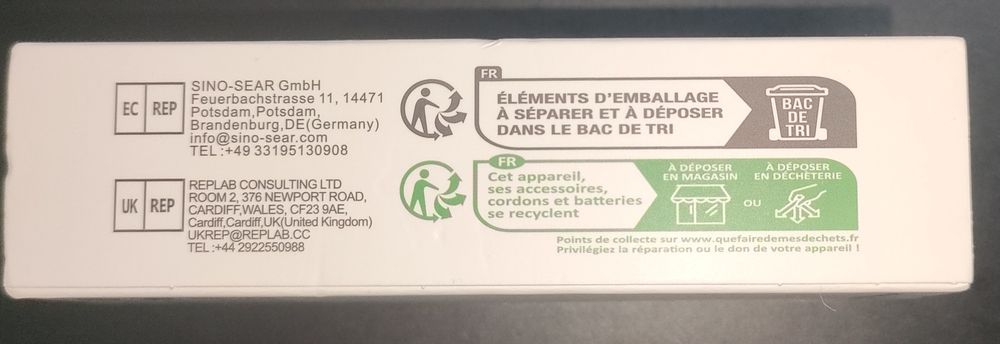 EC REP
SINO-SEAR GmbH
Feuerbachstrasse 11, 14471
Potsdam,Potsdam,
Brandenburg,DE(Germany)
info@sino-sear.com
TEL:+49 33195130908
UK REP
REPLAB CONSULTING LTD
ROOM 2, 376 NEWPORT ROAD,
CARDIFF,WALES, CF23 9AE,
Cardiff,Cardiff,UK(United Kingdom)
UKREP@REPLAB.CC
TEL:+44 2922550988
FR
ÉLÉMENTS D'EMBALLAGE
À SÉPARER ET À DÉPOSER
DANS LE BAC DE TRI
BAC
DE
TRI
FR
Cet appareil,
ses accessoires,
cordons et batteries
se recyclent
À DÉPOSER
EN MAGASIN
OU
À DÉPOSER
EN DÉCHÈTERIE
Points de collecte sur www.quefairedemesdechets.fr
Privilégiez la réparation ou le don de votre appareil !